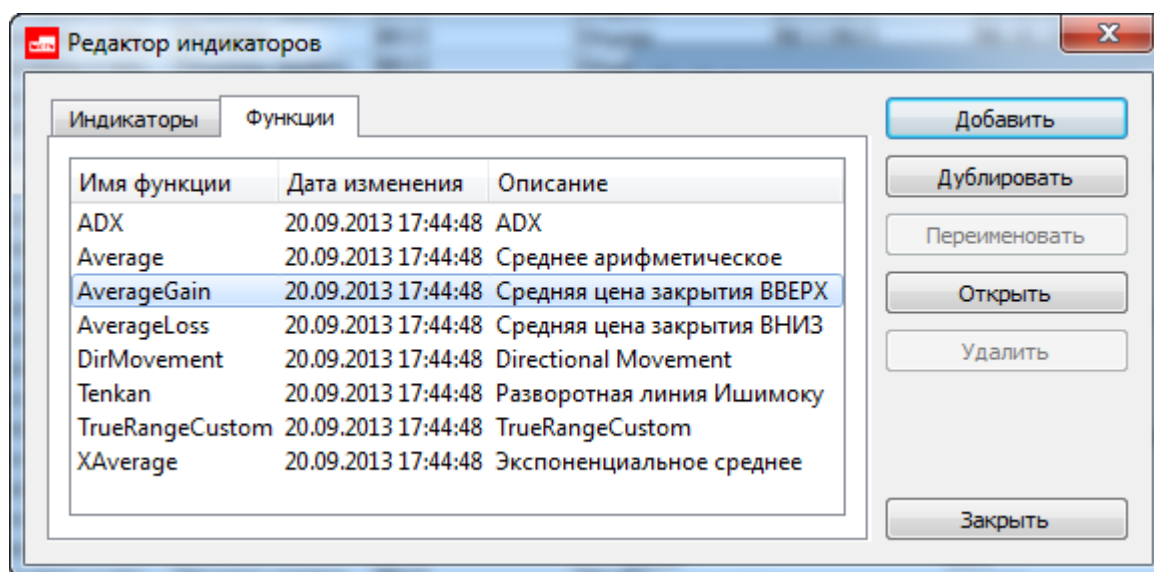 Редактор индикаторов
Индикаторы Функции
Добавить
Дублировать
Переименовать
Открыть
Удалить
Закрыть
Имя функции Дата изменения Описание
ADX 20.09.2013 17:44:48 ADX
Average 20.09.2013 17:44:48 Среднее арифметическое
AverageGain 20.09.2013 17:44:48 Средняя цена закрытия ВВЕРХ
AverageLoss 20.09.2013 17:44:48 Средняя цена закрытия ВНИЗ
DirMovement 20.09.2013 17:44:48 Directional Movement
Tenkan 20.09.2013 17:44:48 Разворотная линия Ишимоку
TrueRangeCustom 20.09.2013 17:44:48 TrueRangeCustom
XAverage 20.09.2013 17:44:48 Экспоненциальное среднее